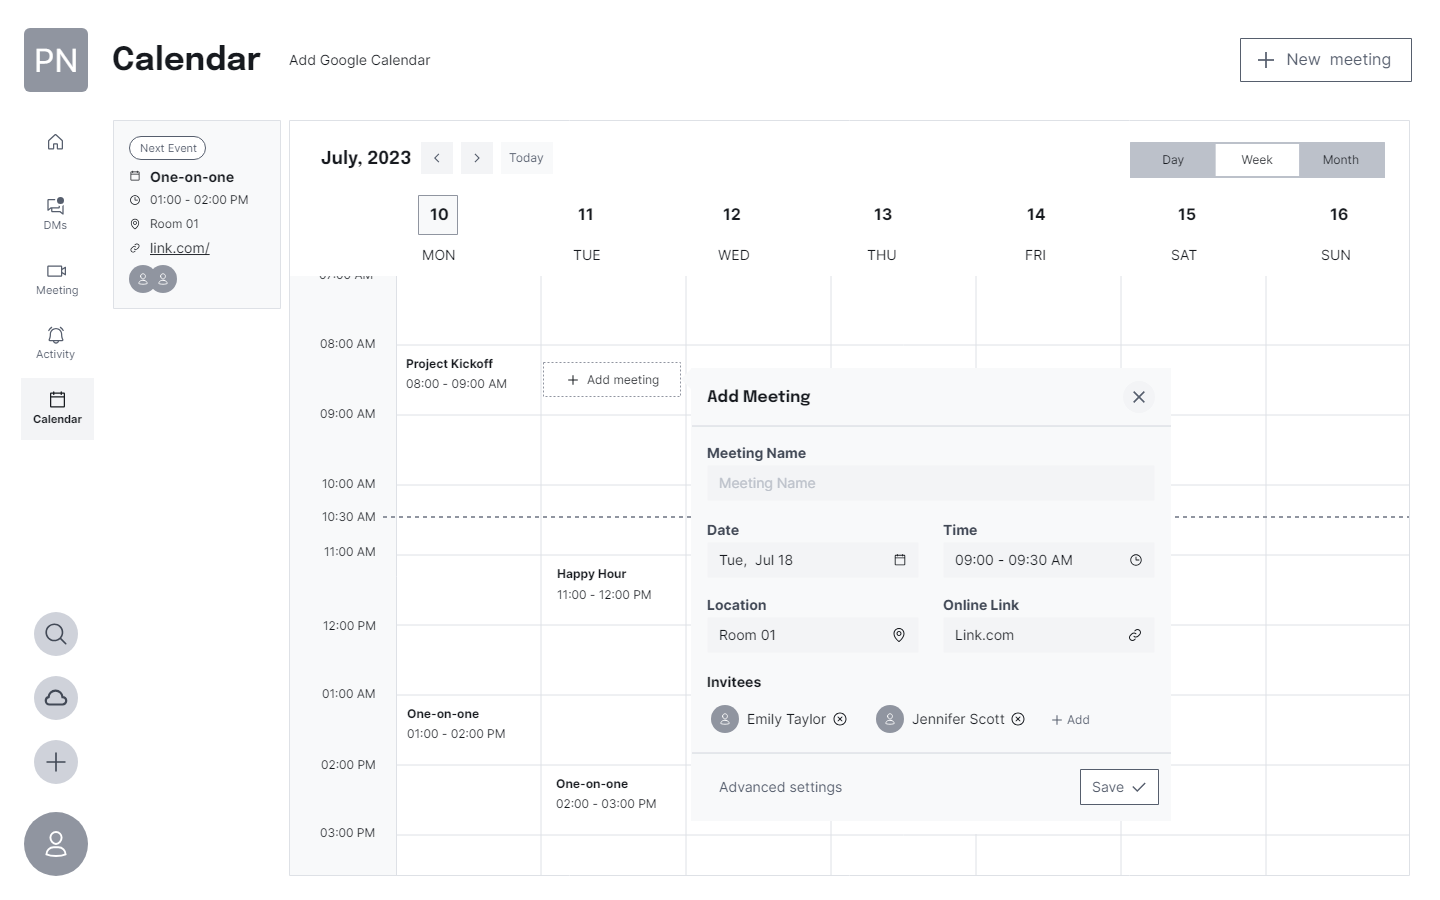 PN
Calendar
Add Google Calendar
New meeting
DMs
Meeting
Activity
Calendar
Next Event
One-on-one
01:00 - 02:00 PM
Room 01
link.com/
July, 2023
Today
Day
Week
Month
10
11
12
13
14
15
16
MON
TUE
WED
THU
FRI
SAT
SUN
07:00 AM
08:00 AM
09:00 AM
10:00 AM
10:30 AM
11:00 AM
12:00 PM
01:00 AM
02:00 PM
03:00 PM
Project Kickoff
08:00 - 09:00 AM
Add meeting
Happy Hour
11:00 - 12:00 PM
One-on-one
01:00 - 02:00 PM
One-on-one
02:00 - 03:00 PM
Add Meeting
Meeting Name
Meeting Name
Date
Time
Tue, Jul 18
09:00 - 09:30 AM
Location
Online Link
Room 01
Link.com
Invitees
Emily Taylor
Jennifer Scott
Add
Advanced settings
Save